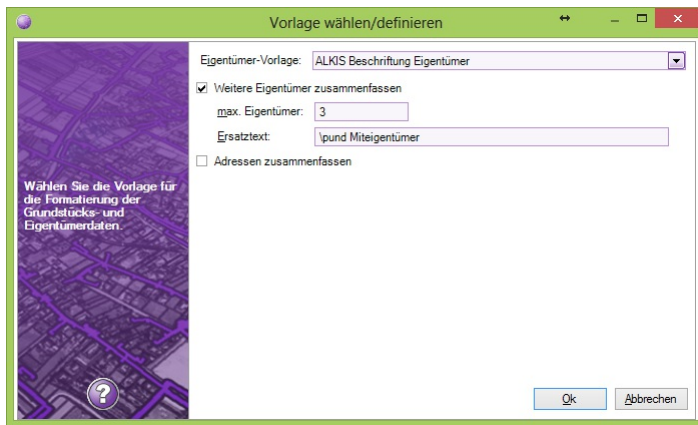 Vorlage wählen/definieren
Eigentümer-Vorlage: ALKIS Beschriftung Eigentümer
Weitere Eigentümer zusammenfassen
max. Eigentümer: 3
Ersatztext: \pund Miteigentümer
Adressen zusammenfassen
Wählen Sie die Vorlage für
die Formatierung der
Grundstücks- und
Eigentümerdaten.
?
Ok Abbrechen